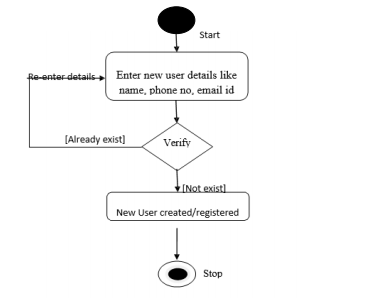 Start
Re-enter details
Enter new user details like
name, phone no, email id
[Already exist]
Verify
[Not exist]
New User created/registered
Stop